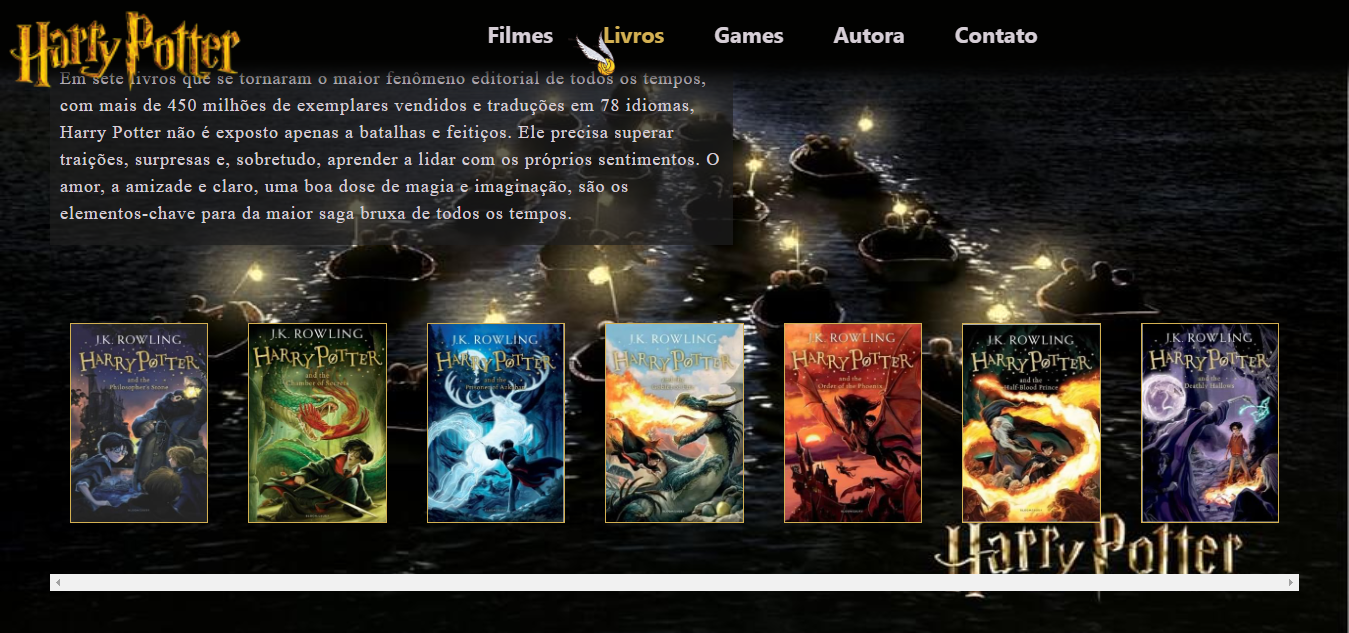 Harry Potter
Filmes Livros Games Autora Contato
Em sete livros que se tornaram o maior fenômeno editorial de todos os tempos,
com mais de 450 milhões de exemplares vendidos e traduções em 78 idiomas,
Harry Potter não é exposto apenas a batalhas e feitiços. Ele precisa superar
traições, surpresas e, sobretudo, aprender a lidar com os próprios sentimentos. O
amor, a amizade e claro, uma boa dose de magia e imaginação, são os
elementos-chave para da maior saga bruxa de todos os tempos.
J.K. ROWLING
HARRY POTTER
and the
Philosopher's Stone
J.K. ROWLING
HARRY POTTER
and the
Chamber of Secrets
J.K. ROWLING
HARRY POTTER
and the
Prisoner of Azkaban
J.K. ROWLING
HARRY POTTER
and the
J.K. ROWLING
HARRY POTTER
and the
Order of the Phoenix
J.K. ROWLING
HARRY POTTER
and the
Half-Blood Prince
J.K. ROWLING
HARRY POTTER
and the
Deathly Hallows
Harry Potter